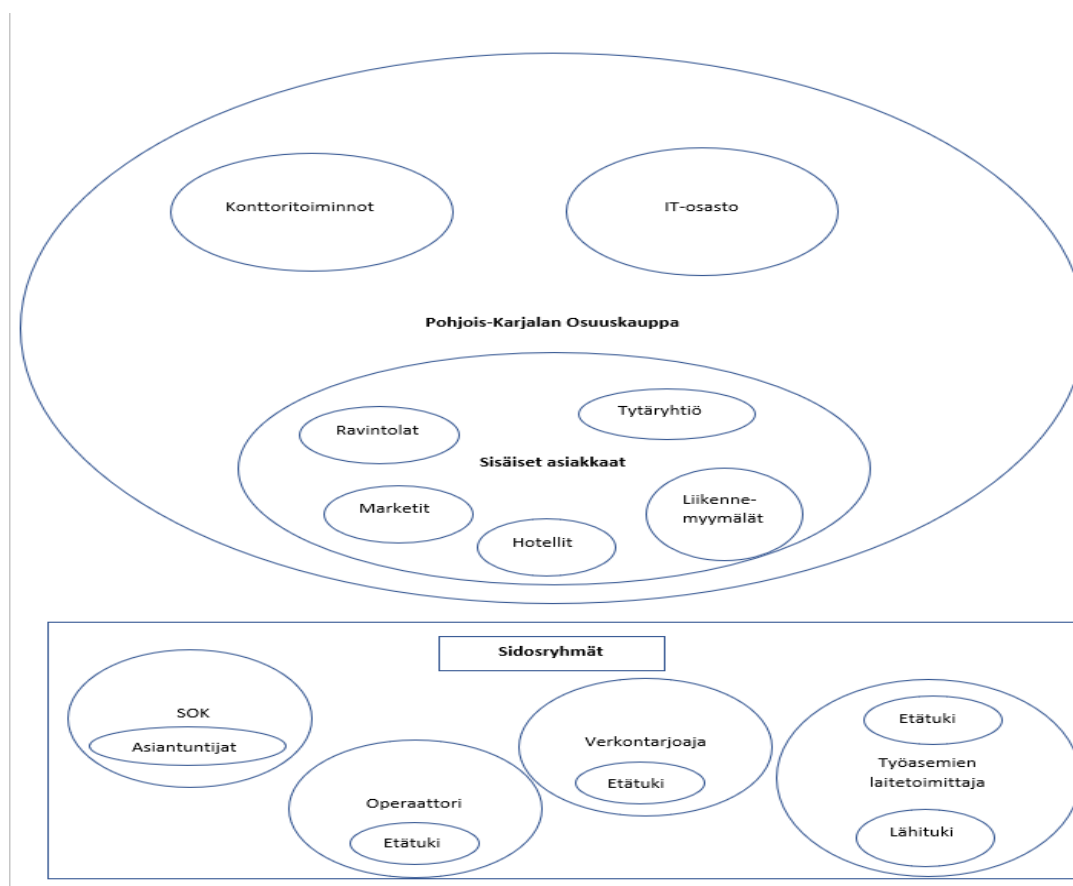 Konttoritoiminnot
IT-osasto
Pohjois-Karjalan Osuuskauppa
Tytäryhtiö
Ravintolat
Sisäiset asiakkaat
Marketit
Liikenne-
myymälät
Hotellit
Sidosryhmät
SOK
Asiantuntijat
Operaattori
Etätuki
Verkontarjoaja
Etätuki
Etätuki
Työasemien
laitetoimittaja
Lähituki